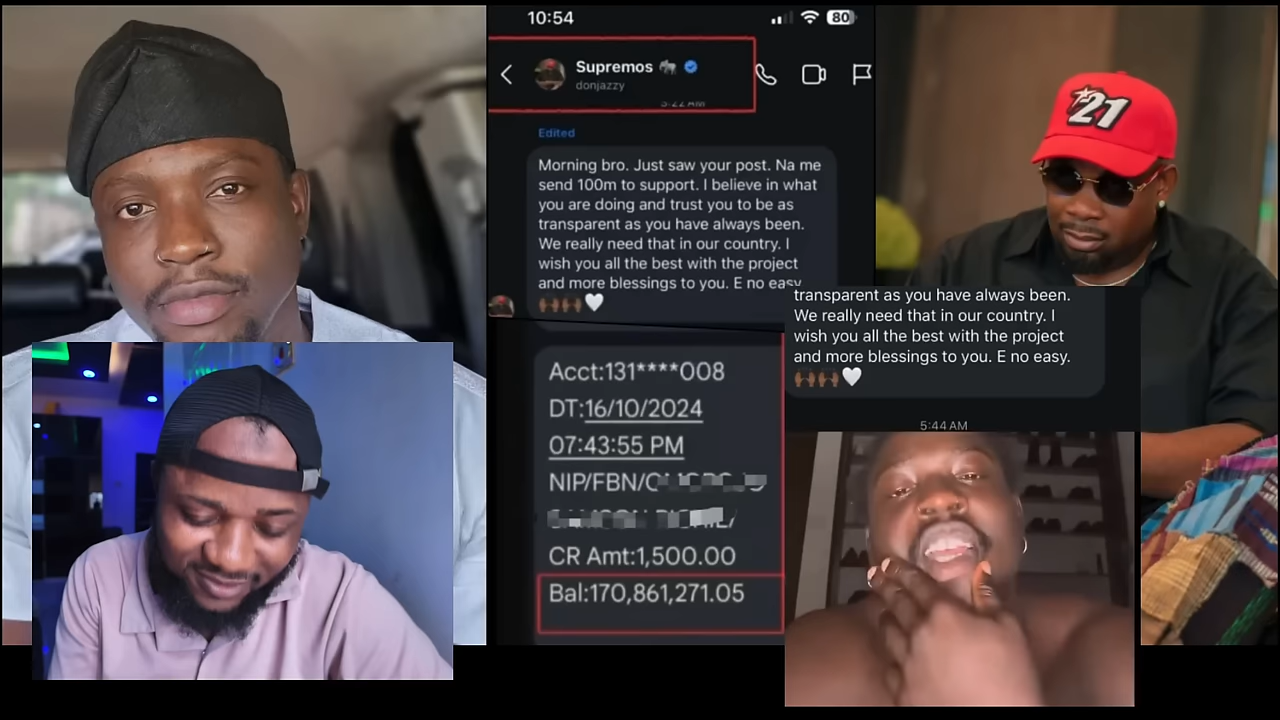 10:54
80
Supremos
donjazzy
5:22 AM
Edited
Morning bro. Just saw your post. Na me
send 100m to support. I believe in what
you are doing and trust you to be as
transparent as you have always been.
We really need that in our country. I
wish you all the best with the project
and more blessings to you. E no easy
Acct:131****008
DT:16/10/2024
07:43:55 PM
NIP/FBN/
CR Amt:1,500.00
Bal:170,861,271.05
21
transparent as you have always been.
We really need that in our country. I
wish you all the best with the project
and more blessings to you. E no easy.
5:44 AM